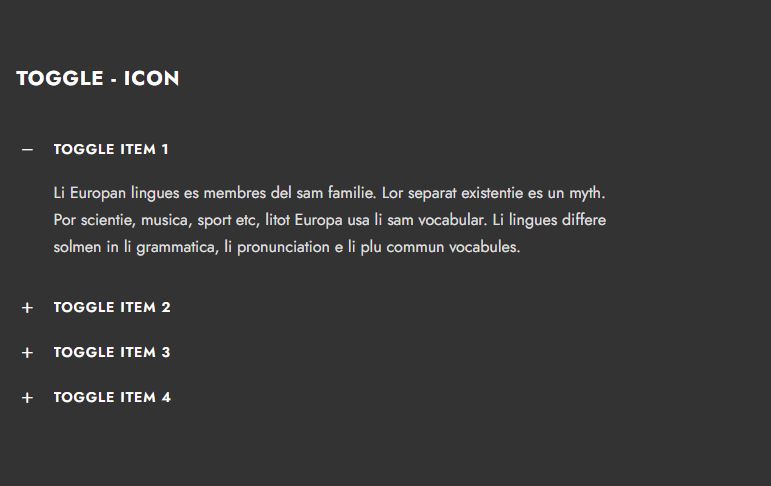 TOGGLE - ICON
− TOGGLE ITEM 1
Li Europan lingues es membres del sam familie. Lor separat existentie es un myth.
Por scientie, musica, sport etc, litot Europa usa li sam vocabular. Li lingues differe
solmen in li grammatica, li pronunciation e li plu commun vocabules.
+ TOGGLE ITEM 2
+ TOGGLE ITEM 3
+ TOGGLE ITEM 4